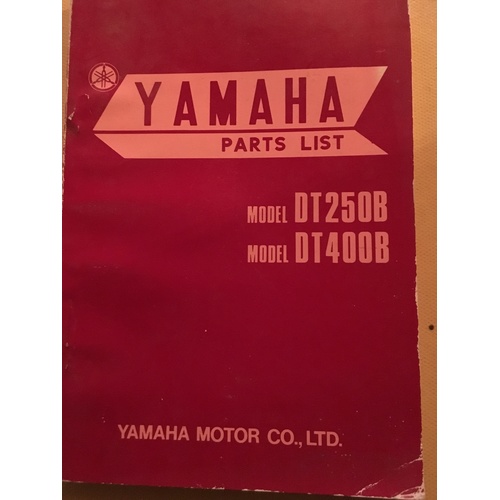 YAMAHA
PARTS LIST
MODEL DT250B
MODEL DT400B
YAMAHA MOTOR CO., LTD.